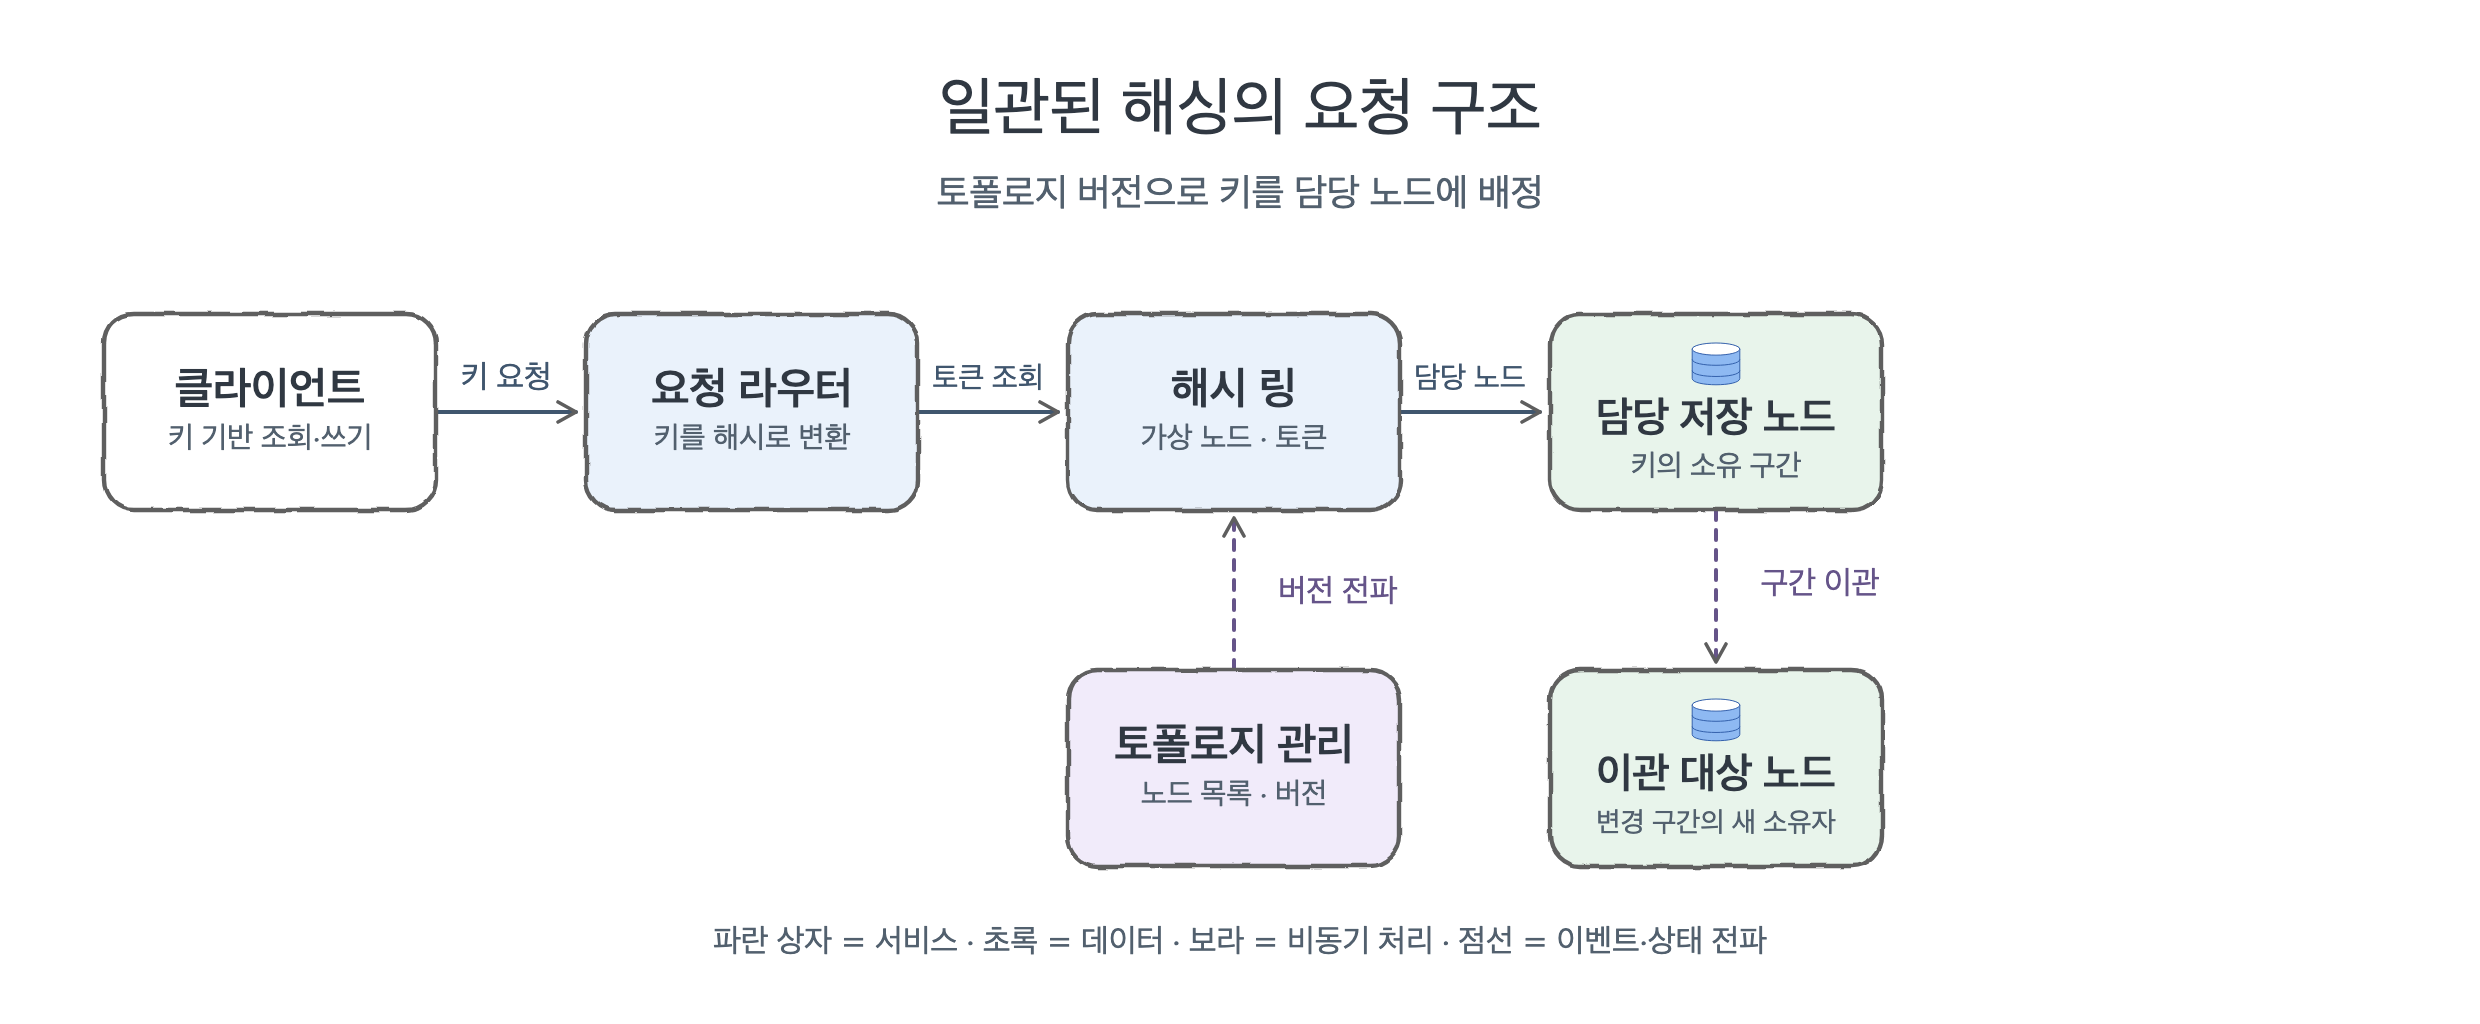 일관된 해싱의 요청 구조
토폴로지 버전으로 키를 담당 노드에 배정
클라이언트
키 기반 조회·쓰기
키 요청
요청 라우터
키를 해시로 변환
토큰 조회
해시 링
가상 노드 · 토큰
담당 노드
담당 저장 노드
키의 소유 구간
버전 전파
구간 이관
토폴로지 관리
노드 목록 · 버전
이관 대상 노드
변경 구간의 새 소유자
파란 상자 = 서비스 · 초록 = 데이터 · 보라 = 비동기 처리 · 점선 = 이벤트·상태 전파